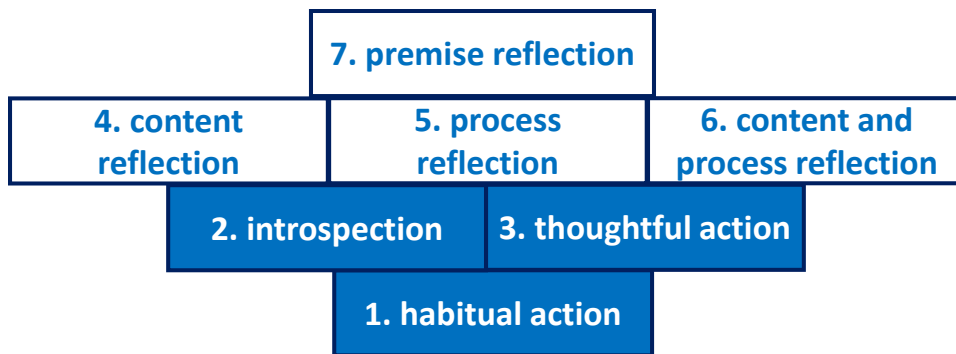 7. premise reflection
4. content
reflection
5. process
reflection
6. content and
process reflection
2. introspection
3. thoughtful action
1. habitual action